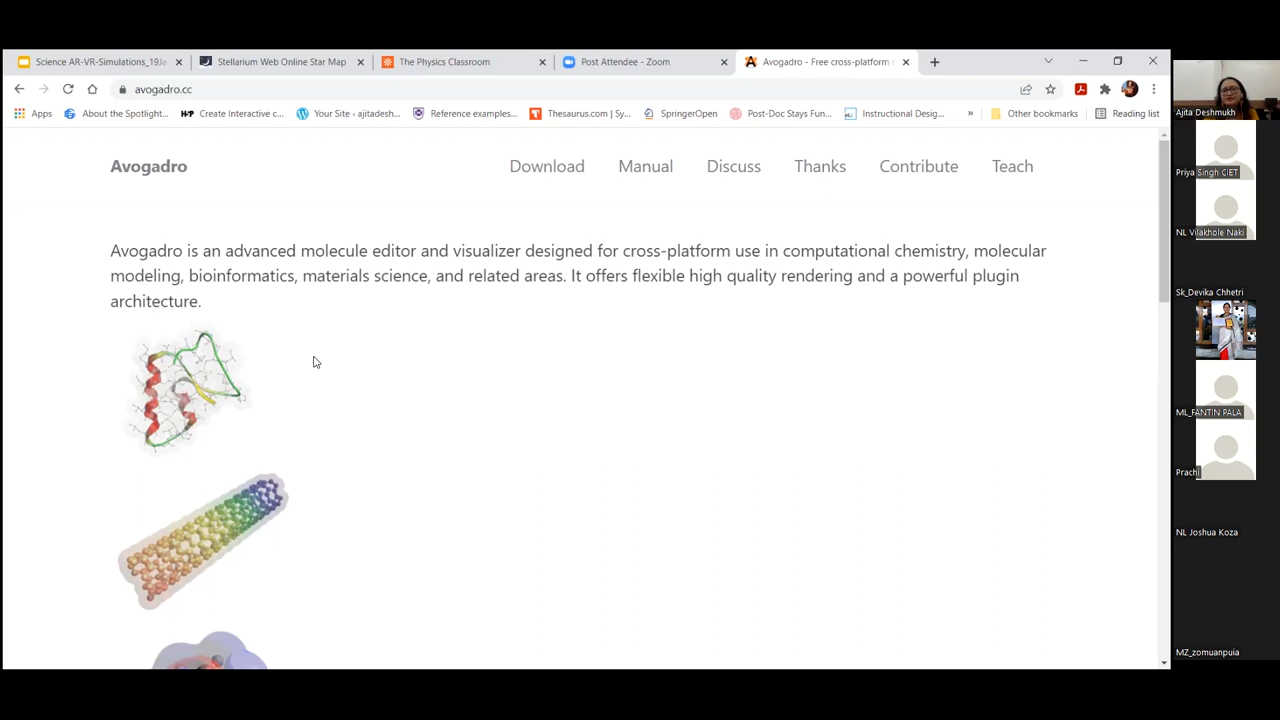 Science AR-VR-Simulations_19Ja
Stellarium Web Online Star Map
The Physics Classroom
Post Attendee - Zoom
Avogadro - Free cross-platform
avogadro.cc
Apps
About the Spotlight...
Create Interactive c...
Your Site ‹ ajitadesh...
Reference examples...
Thesaurus.com | Sy...
SpringerOpen
Post-Doc Stays Fun...
Instructional Desig...
»
Other bookmarks
Reading list
Avogadro
Download
Manual
Discuss
Thanks
Contribute
Teach
Avogadro is an advanced molecule editor and visualizer designed for cross-platform use in computational chemistry, molecular
modeling, bioinformatics, materials science, and related areas. It offers flexible high quality rendering and a powerful plugin
architecture.
Ajita Deshmukh
Priya Singh CIET
NL Vilakhole Naki
Sk_Devika Chhetri
ML_FANTIN PALA
Prachi
NL Joshua Koza
MZ_zomuanpuia